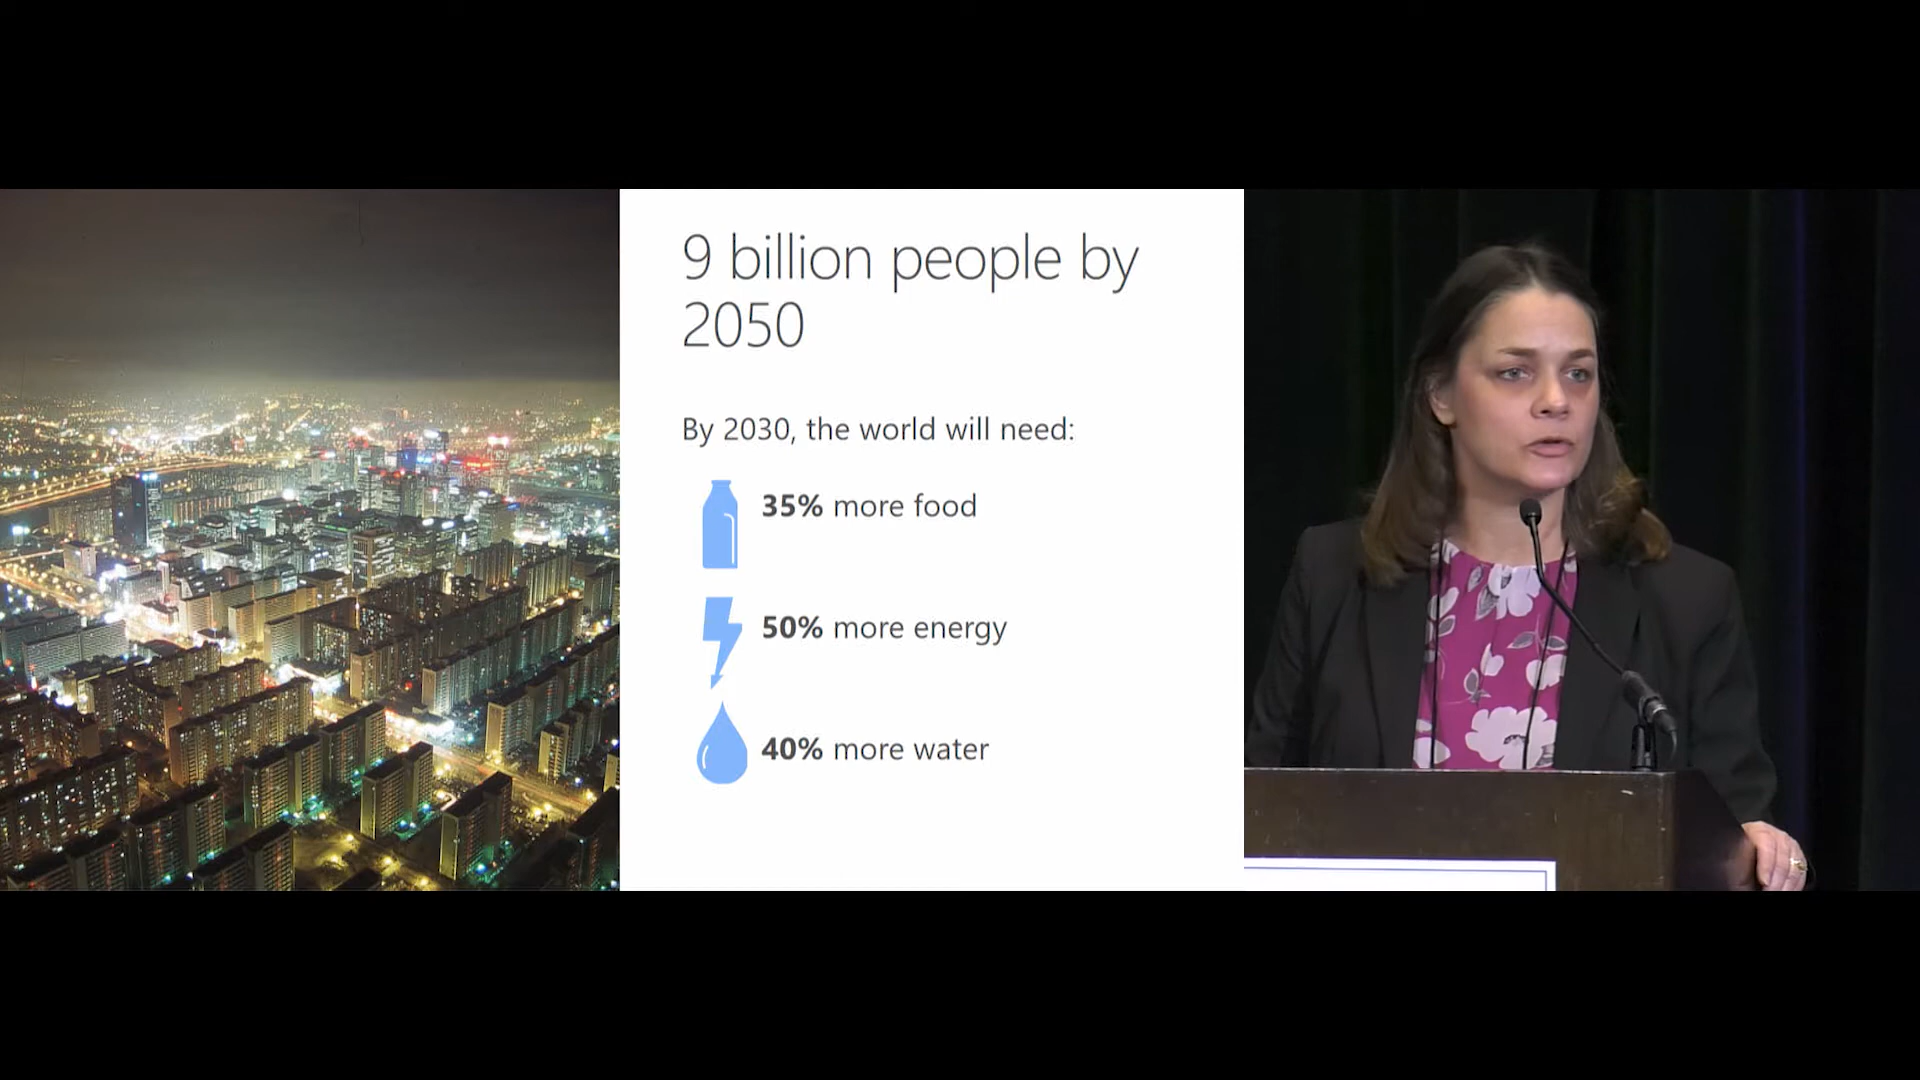 9 billion people by
2050
By 2030, the world will need:
35% more food
50% more energy
40% more water